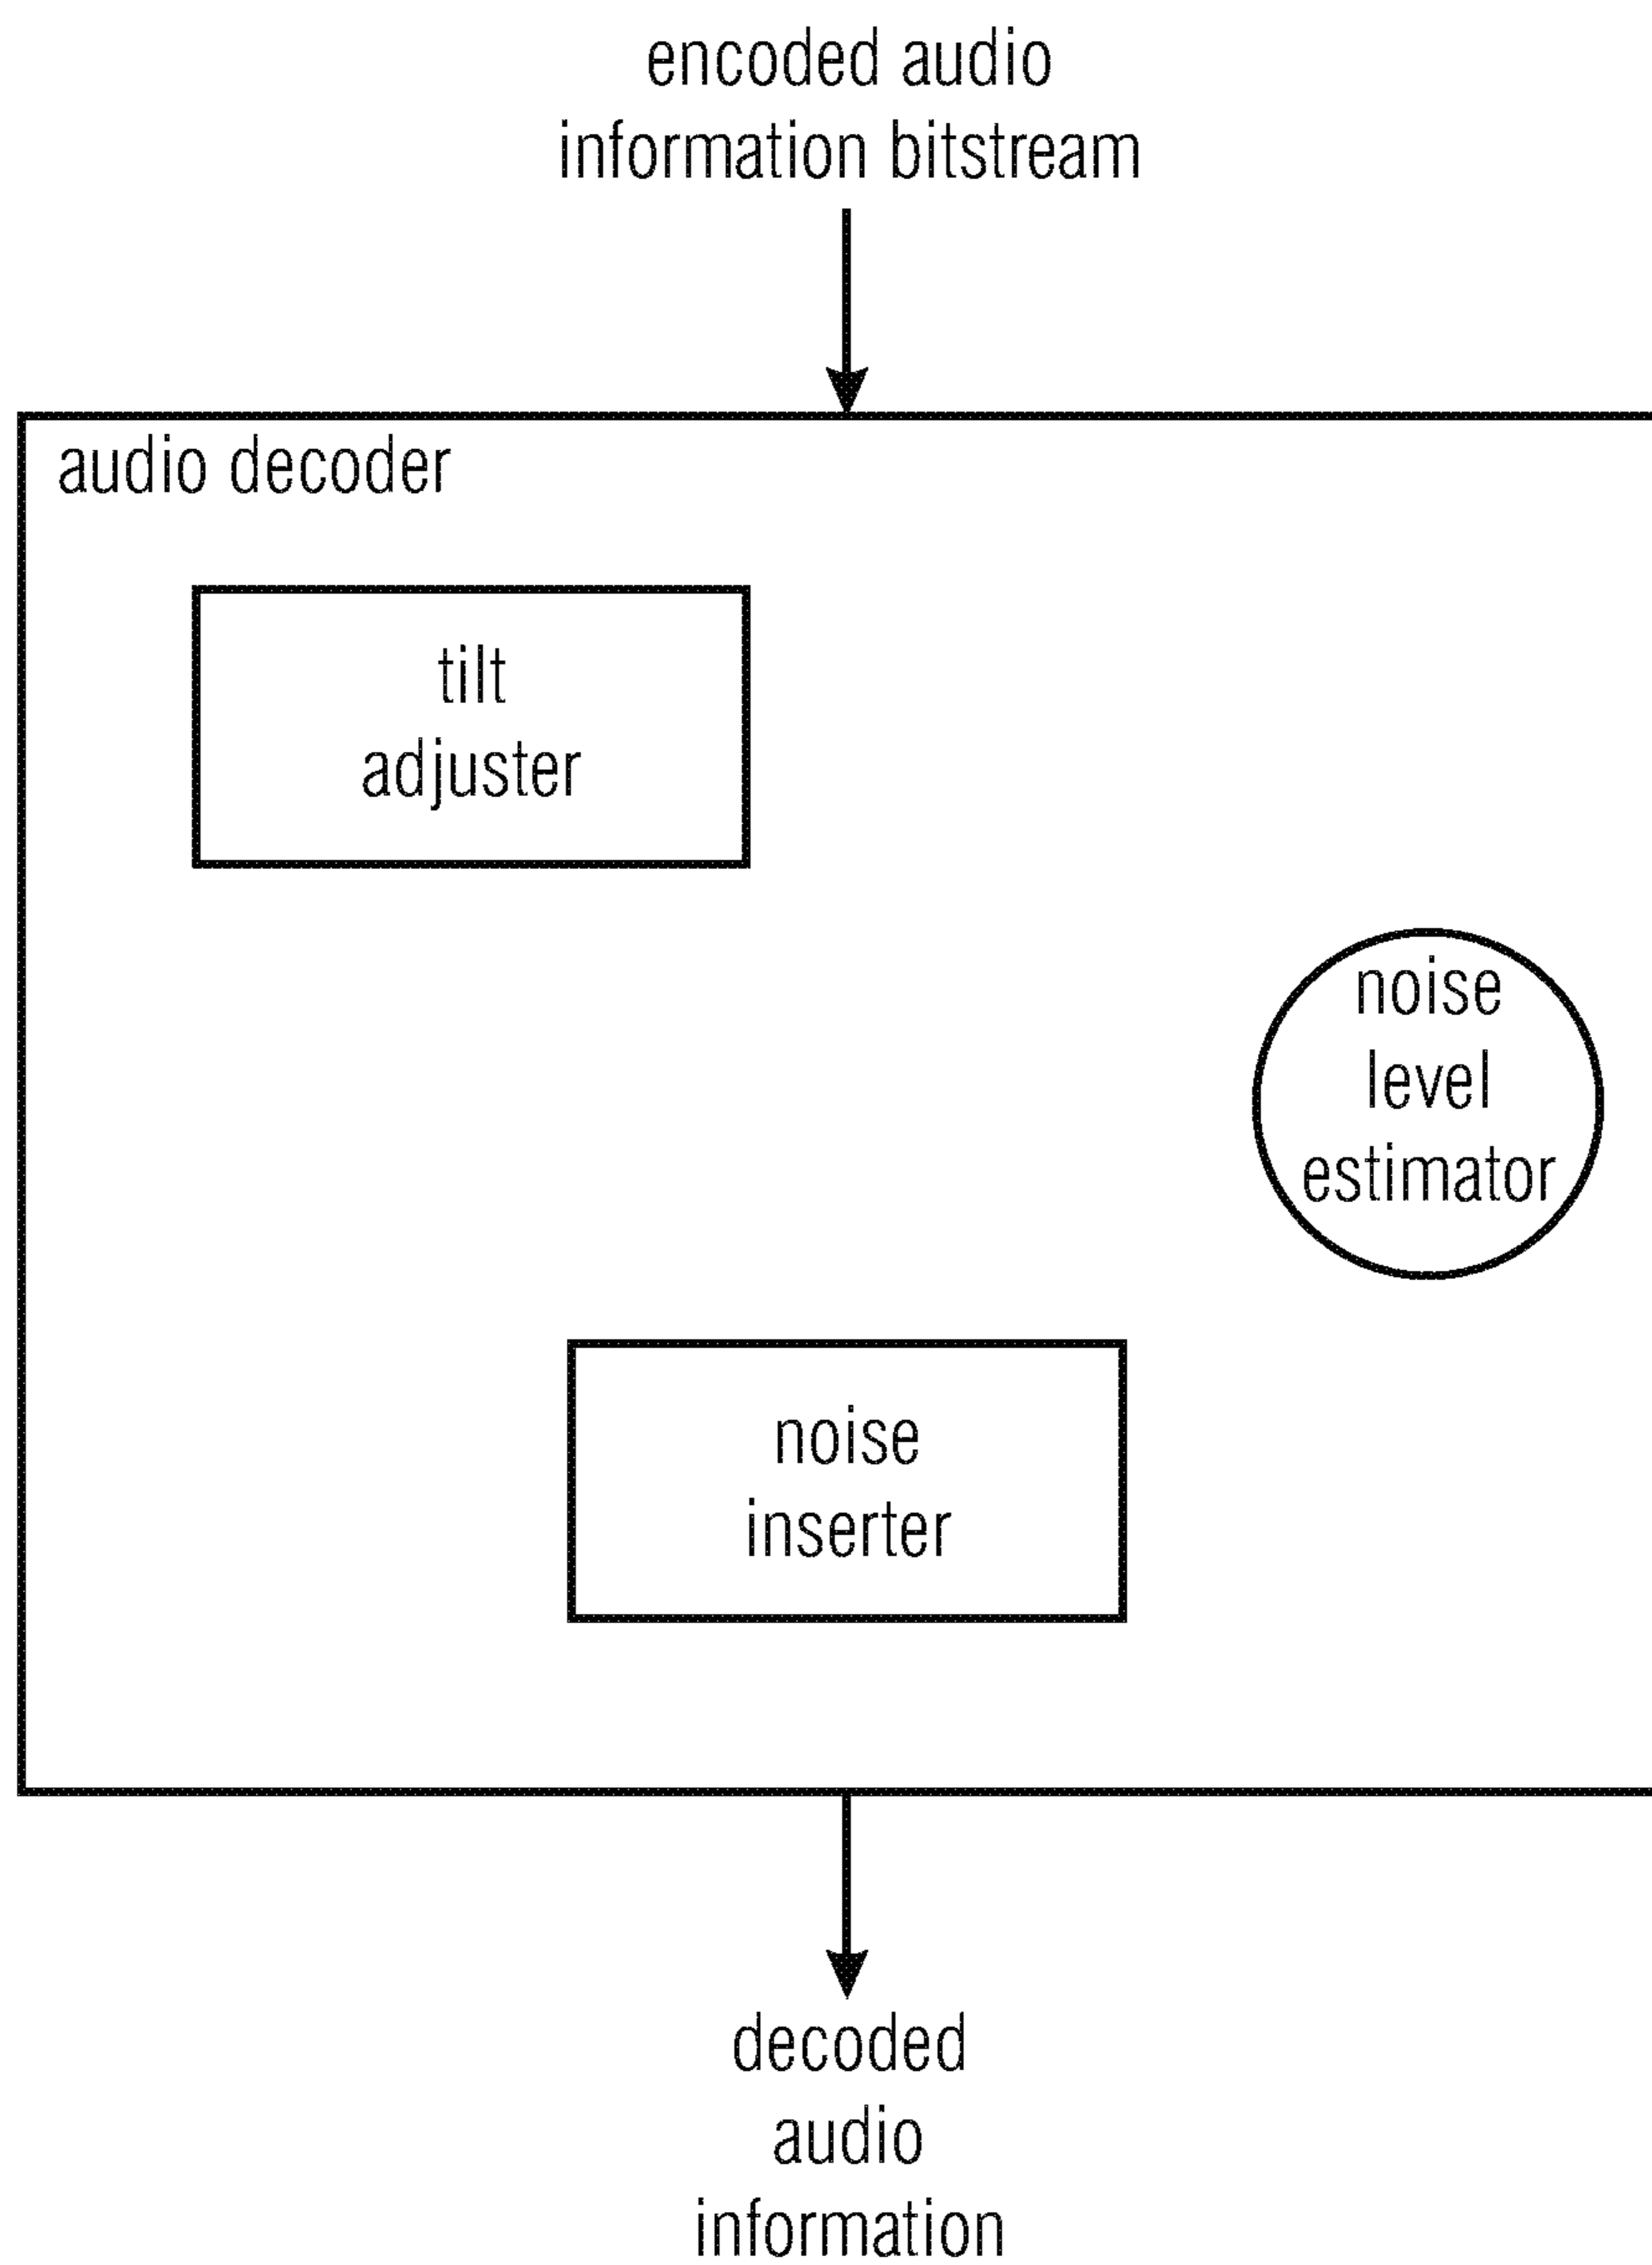 encoded audio
information bitstream
audio decoder
tilt
adjuster
noise
level
estimator
noise
inserter
decoded
audio
information